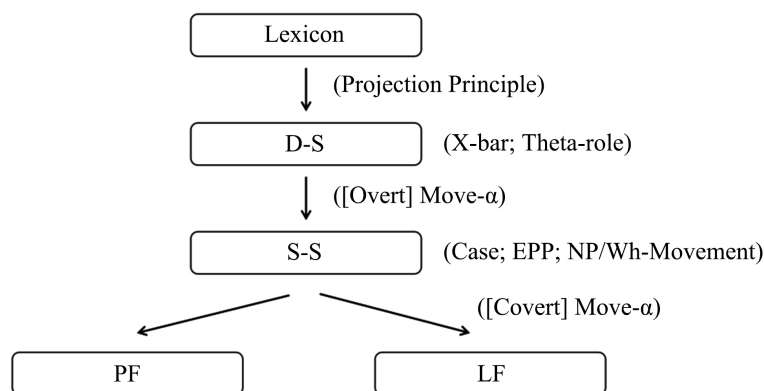 Lexicon
(Projection Principle)
D-S (X-bar; Theta-role)
([Overt] Move-α)
S-S (Case; EPP; NP/Wh-Movement)
([Covert] Move-α)
PF LF